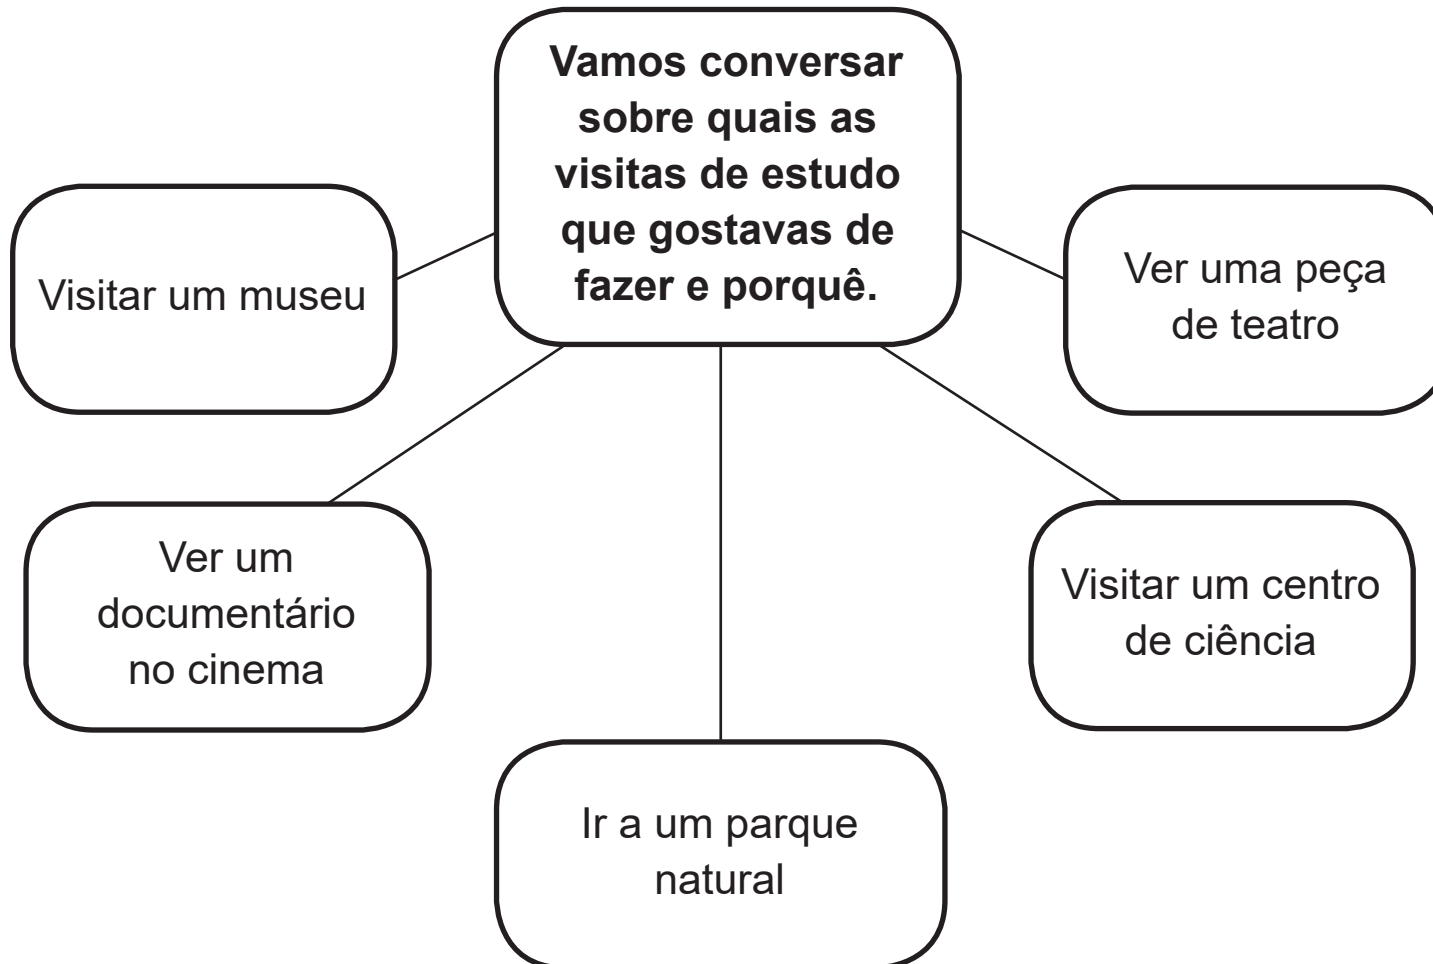 Vamos conversar
sobre quais as
visitas de estudo
que gostavas de
fazer e porquê.
Visitar um museu
Ver uma peça
de teatro
Ver um
documentário
no cinema
Visitar um centro
de ciência
Ir a um parque
natural